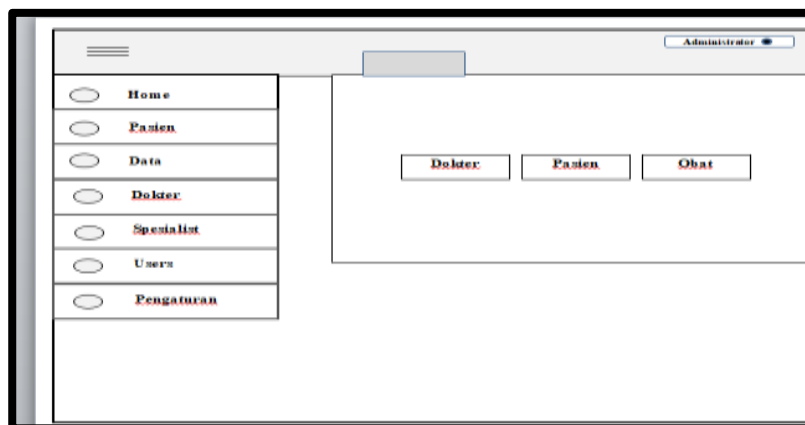 Administrator
Home
Pasien
Data
Dokter
Spesialist
Users
Pengaturan
Dokter Pasien Obat